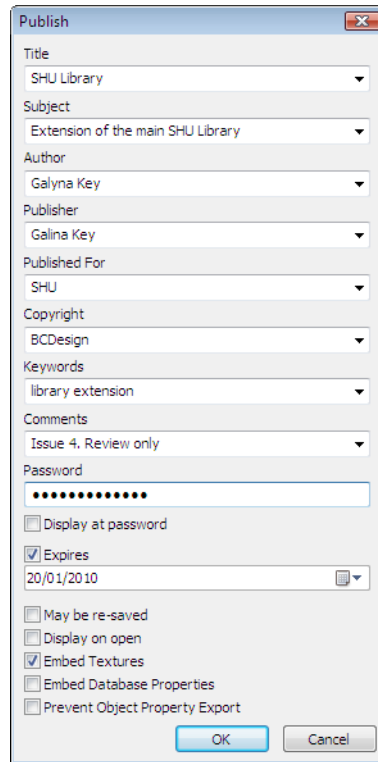 Publish
Title
SHU Library
Subject
Extension of the main SHU Library
Author
Galyna Key
Publisher
Galina Key
Published For
SHU
Copyright
BCDesign
Keywords
library extension
Comments
Issue 4. Review only
Password
•••••••••••••
Display at password
Expires
20/01/2010
May be re-saved
Display on open
Embed Textures
Embed Database Properties
Prevent Object Property Export
OK Cancel